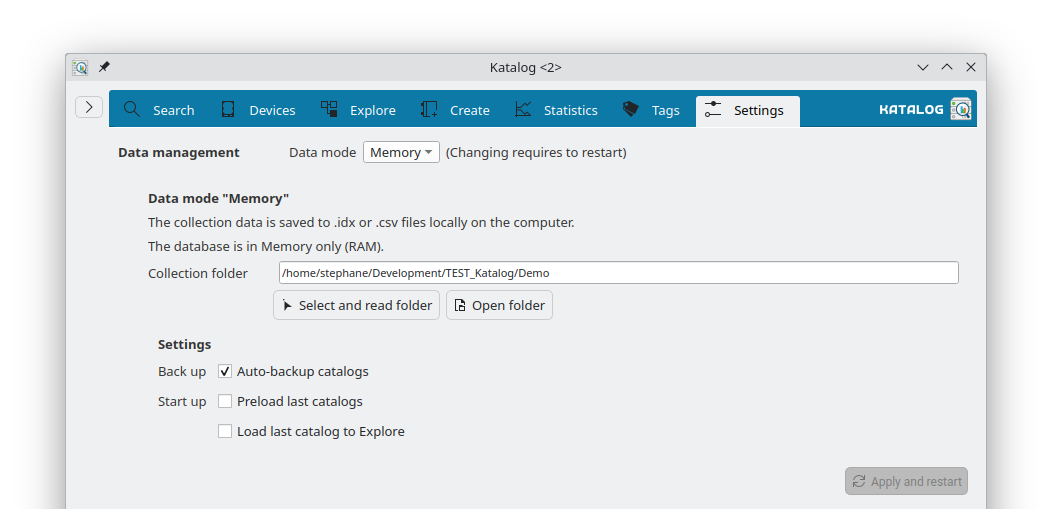 Katalog <2>
Search Devices Explore Create Statistics Tags Settings KATALOG
Data management Data mode Memory (Changing requires to restart)
Data mode "Memory"
The collection data is saved to .idx or .csv files locally on the computer.
The database is in Memory only (RAM).
Collection folder /home/stephane/Development/TEST_Katalog/Demo
Select and read folder Open folder
Settings
Back up Auto-backup catalogs
Start up Preload last catalogs
Load last catalog to Explore
Apply and restart